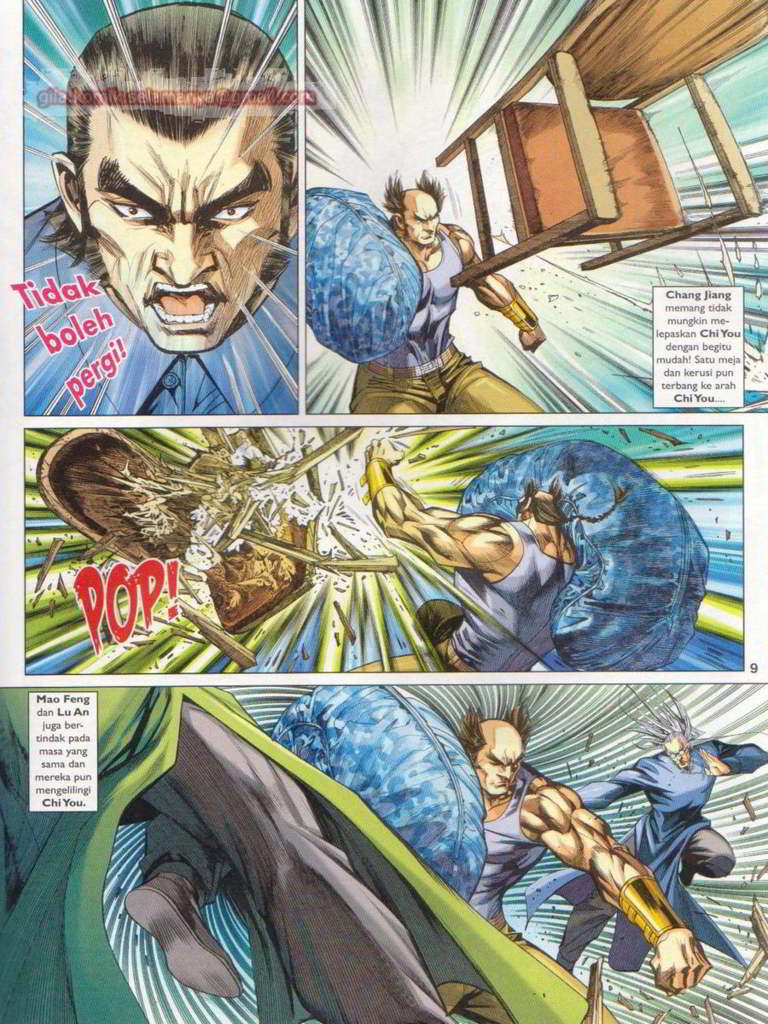 Tidak
boleh
pergi!
Chang Jiang
memang tidak
mungkin me-
lepaskan Chi You
dengan begitu
mudah! Satu meja
dan kerusi pun
terbang ke arah
Chi You....
POP!
9
Mao Feng
dan Lu An
juga ber-
tindak pada
masa yang
sama dan
mereka pun
mengelilingi
Chi You.